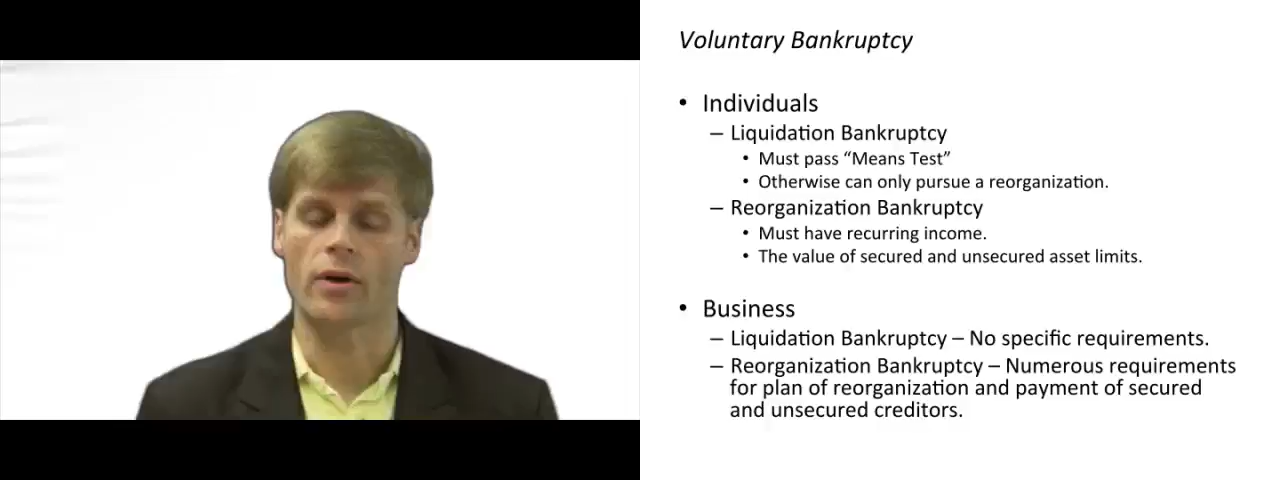 Voluntary Bankruptcy
• Individuals
– Liquidation Bankruptcy
• Must pass “Means Test”
• Otherwise can only pursue a reorganization.
– Reorganization Bankruptcy
• Must have recurring income.
• The value of secured and unsecured asset limits.
• Business
– Liquidation Bankruptcy – No specific requirements.
– Reorganization Bankruptcy – Numerous requirements
for plan of reorganization and payment of secured
and unsecured creditors.